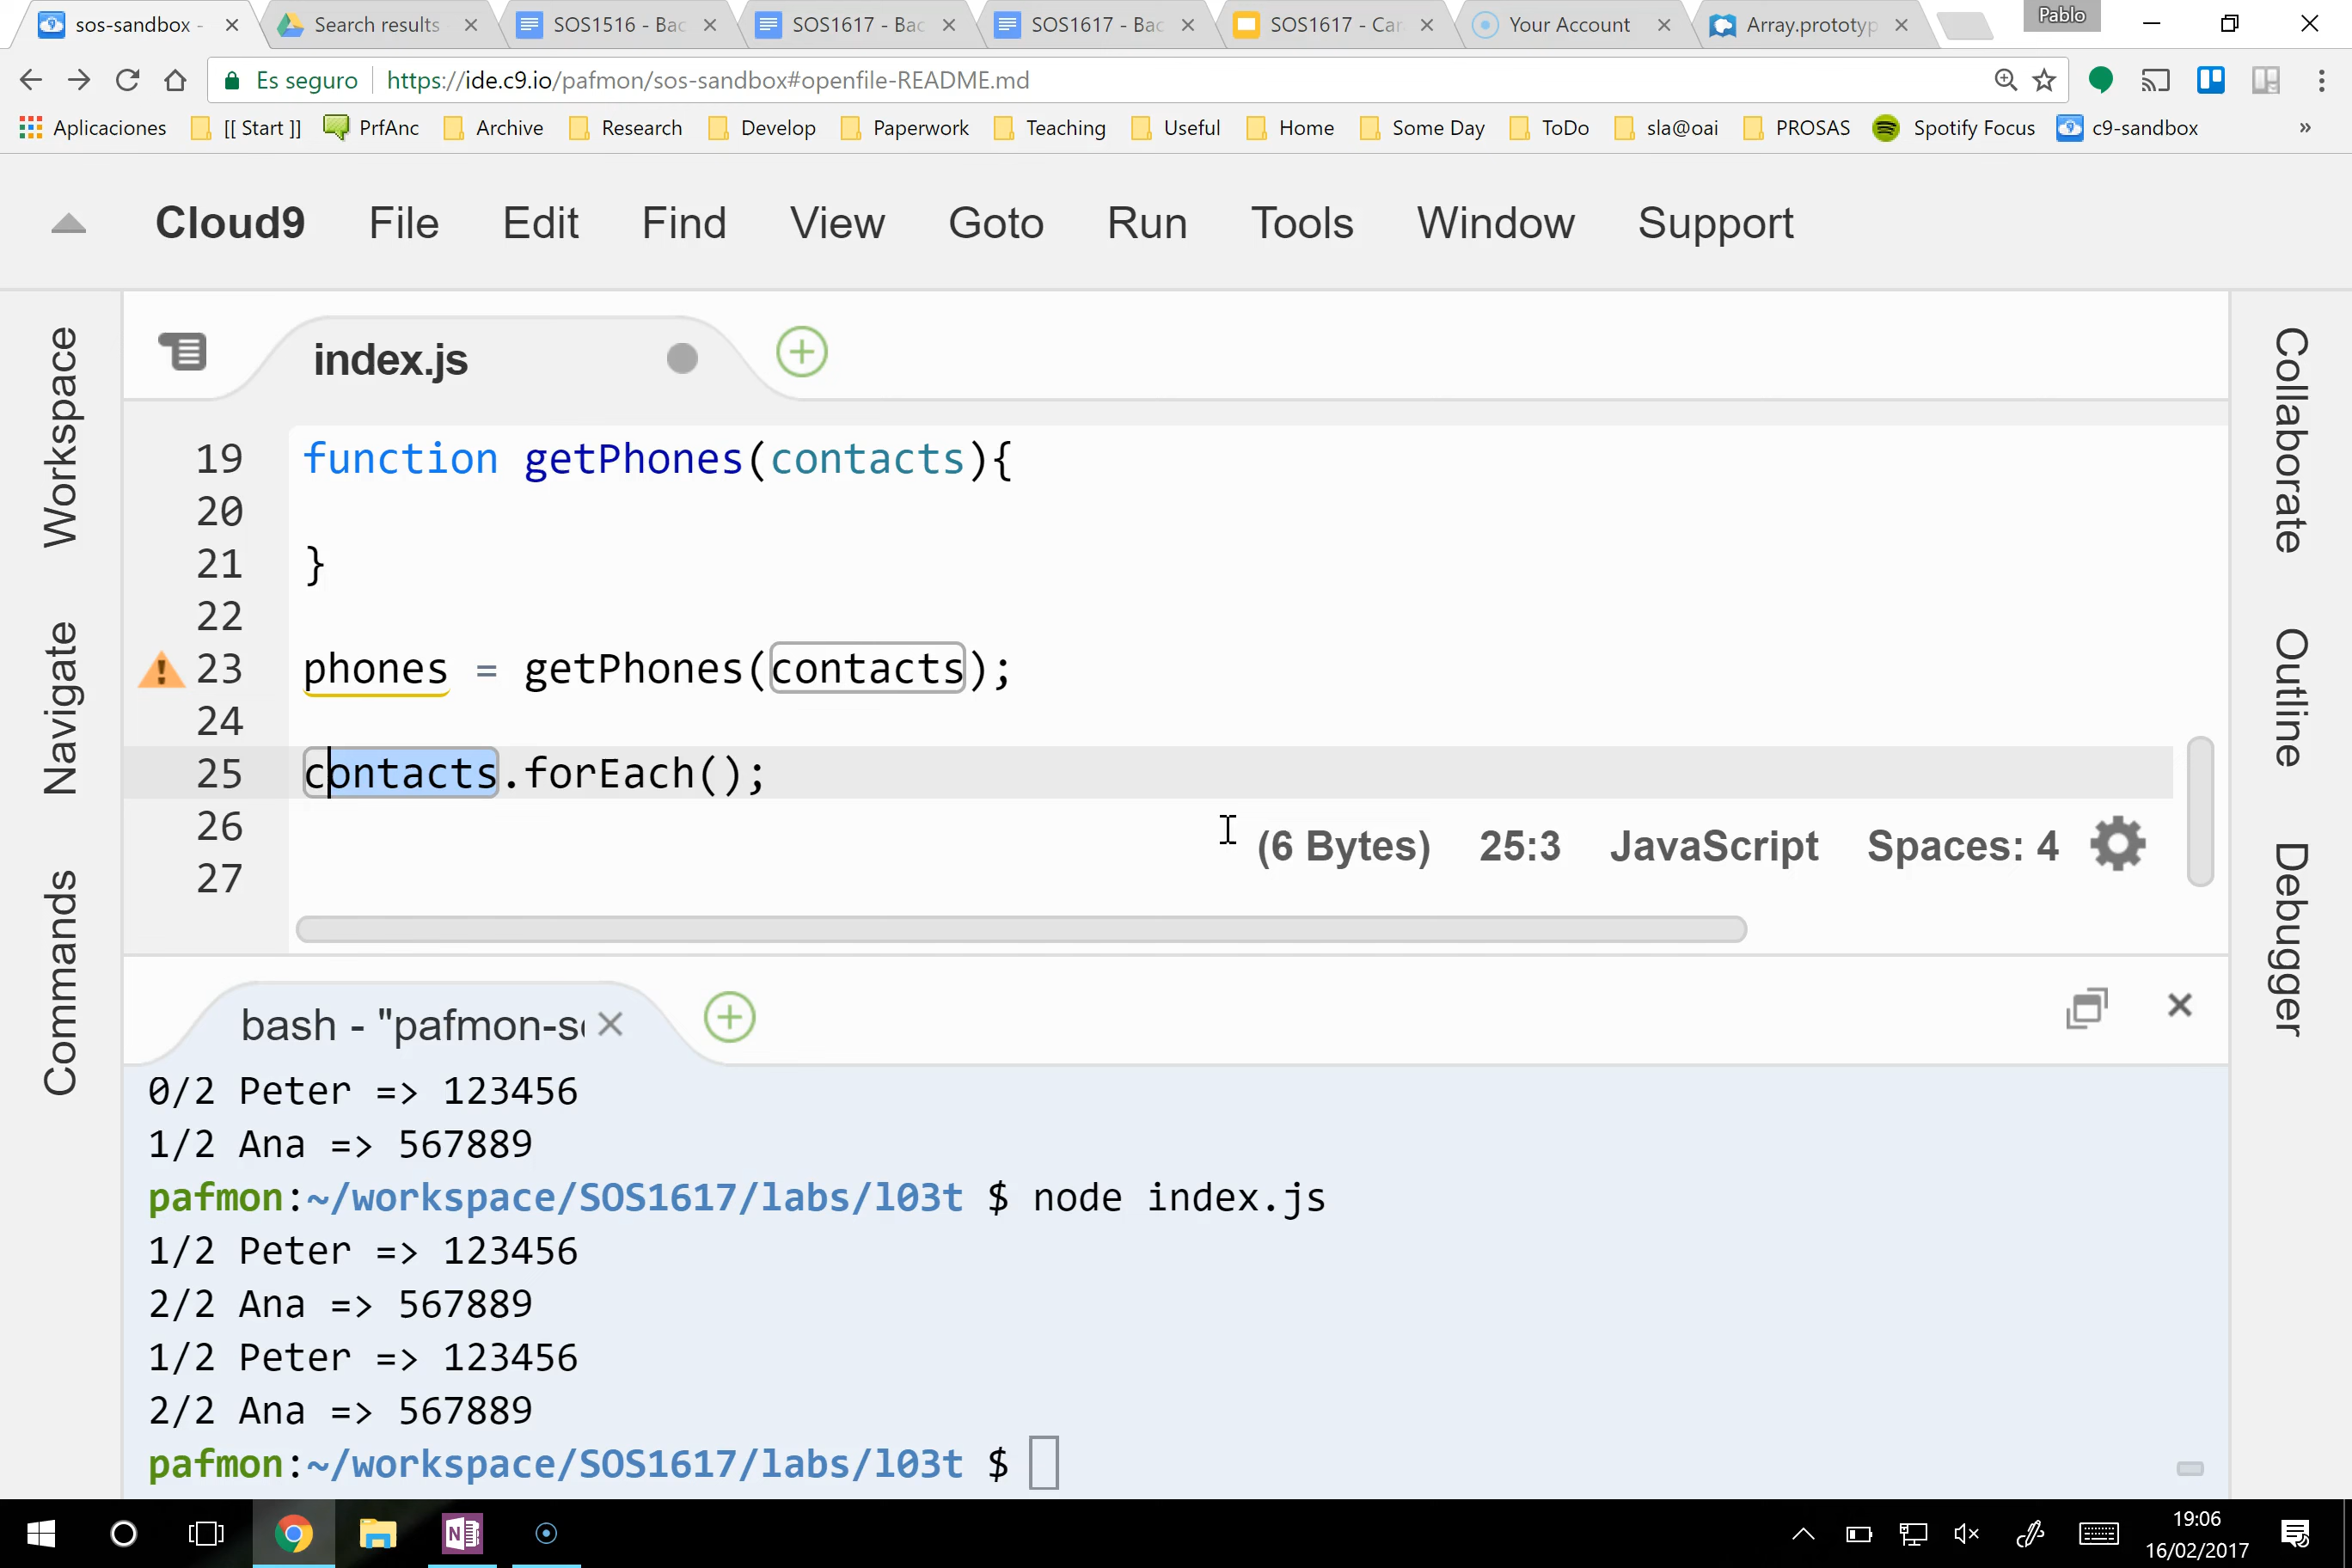 sos-sandbox -
Search results
SOS1516 - Bac
SOS1617 - Bac
SOS1617 - Bac
SOS1617 - Car
Your Account
Array.prototyp
Pablo
Es seguro
https://ide.c9.io/pafmon/sos-sandbox#openfile-README.md
Aplicaciones
[[ Start ]]
PrfAnc
Archive
Research
Develop
Paperwork
Teaching
Useful
Home
Some Day
ToDo
sla@oai
PROSAS
Spotify Focus
c9-sandbox
»
Cloud9 File Edit Find View Goto Run Tools Window Support
Workspace
Navigate
Commands
Collaborate
Outline
Debugger
index.js
19 function getPhones(contacts){
20
21 }
22
23 phones = getPhones(contacts);
24
25 contacts.forEach();
26
27
(6 Bytes) 25:3 JavaScript Spaces: 4
bash - "pafmon-s
0/2 Peter => 123456
1/2 Ana => 567889
pafmon:~/workspace/SOS1617/labs/l03t $ node index.js
1/2 Peter => 123456
2/2 Ana => 567889
1/2 Peter => 123456
2/2 Ana => 567889
pafmon:~/workspace/SOS1617/labs/l03t $
N
19:06
16/02/2017